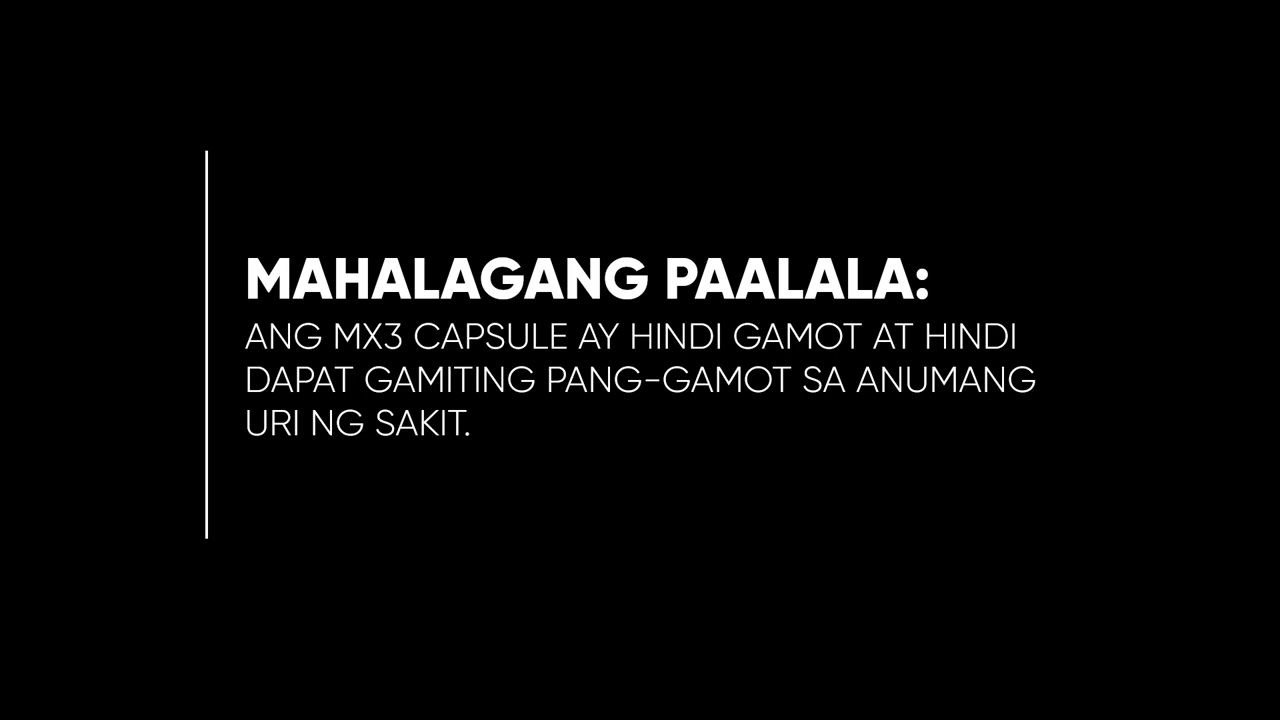 MAHALAGANG PAALALA:
ANG MX3 CAPSULE AY HINDI GAMOT AT HINDI
DAPAT GAMITING PANG-GAMOT SA ANUMANG
URI NG SAKIT.